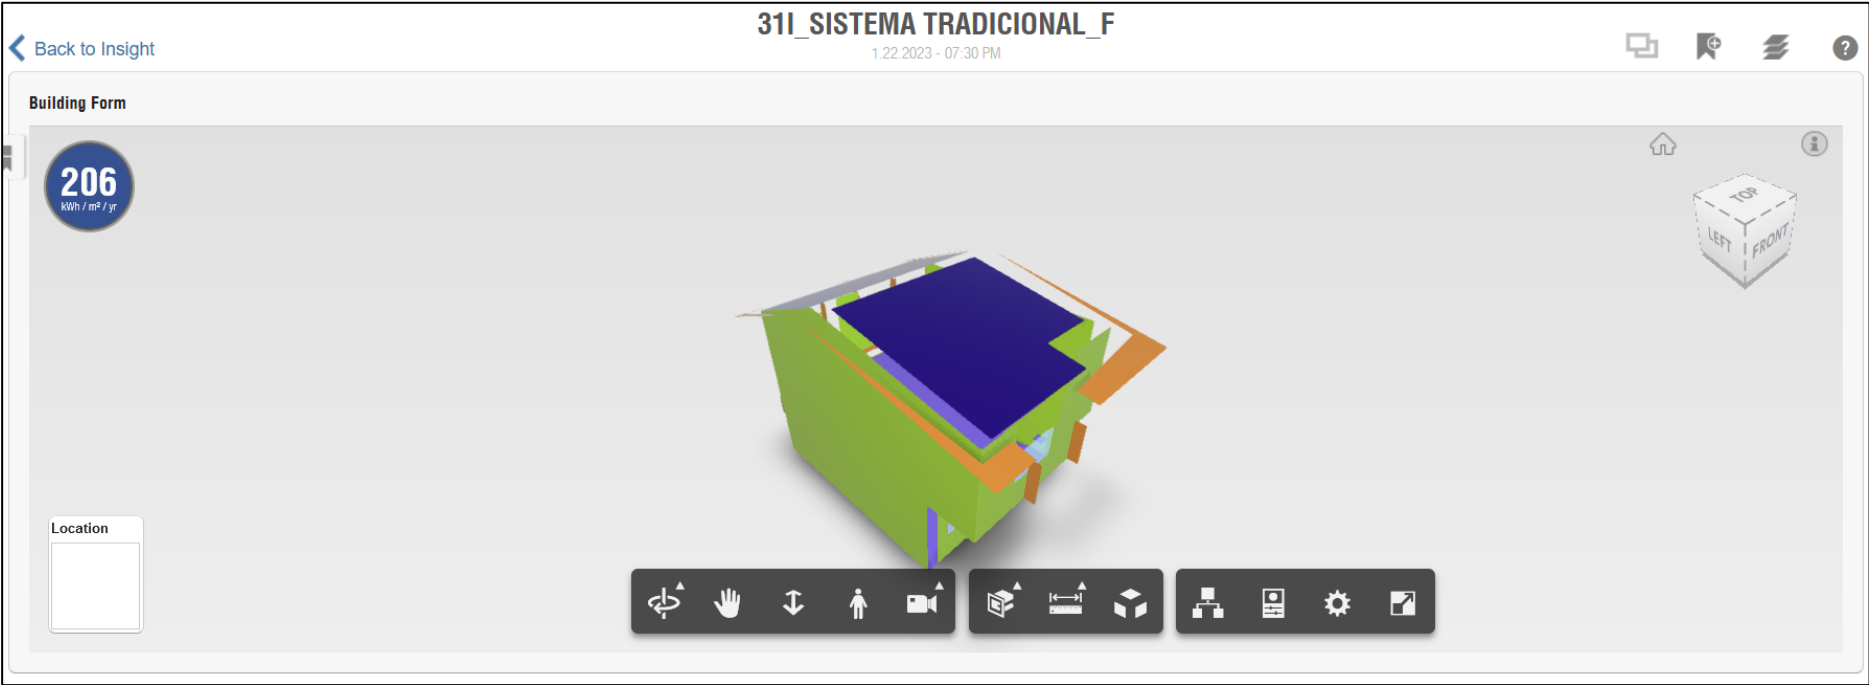 31I_SISTEMA TRADICIONAL_F
1.22.2023 - 07:30 PM
Back to Insight
?
Building Form
206
kWh / m² / yr
i
TOP
LEFT
FRONT
Location